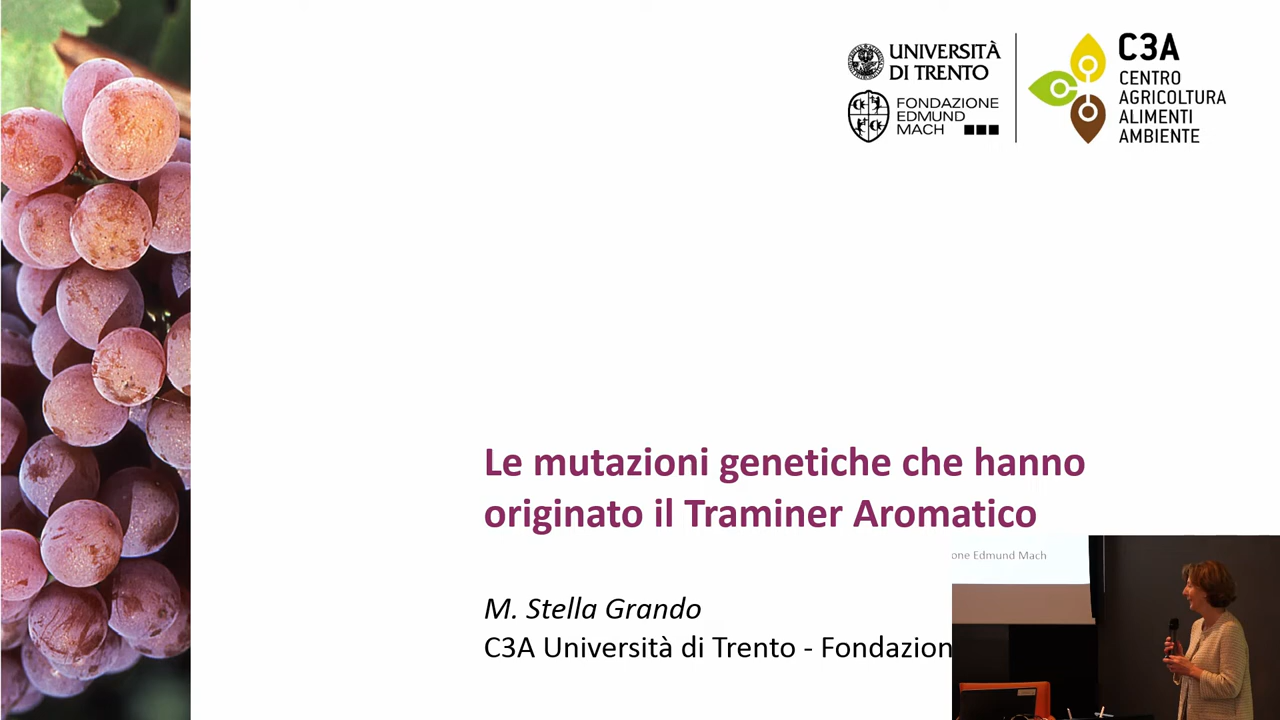 UNIVERSITÀ
DI TRENTO
FONDAZIONE
EDMUND
MACH
C3A
CENTRO
AGRICOLTURA
ALIMENTI
AMBIENTE
Le mutazioni genetiche che hanno
originato il Traminer Aromatico
M. Stella Grando
C3A Università di Trento - Fondazion
one Edmund Mach